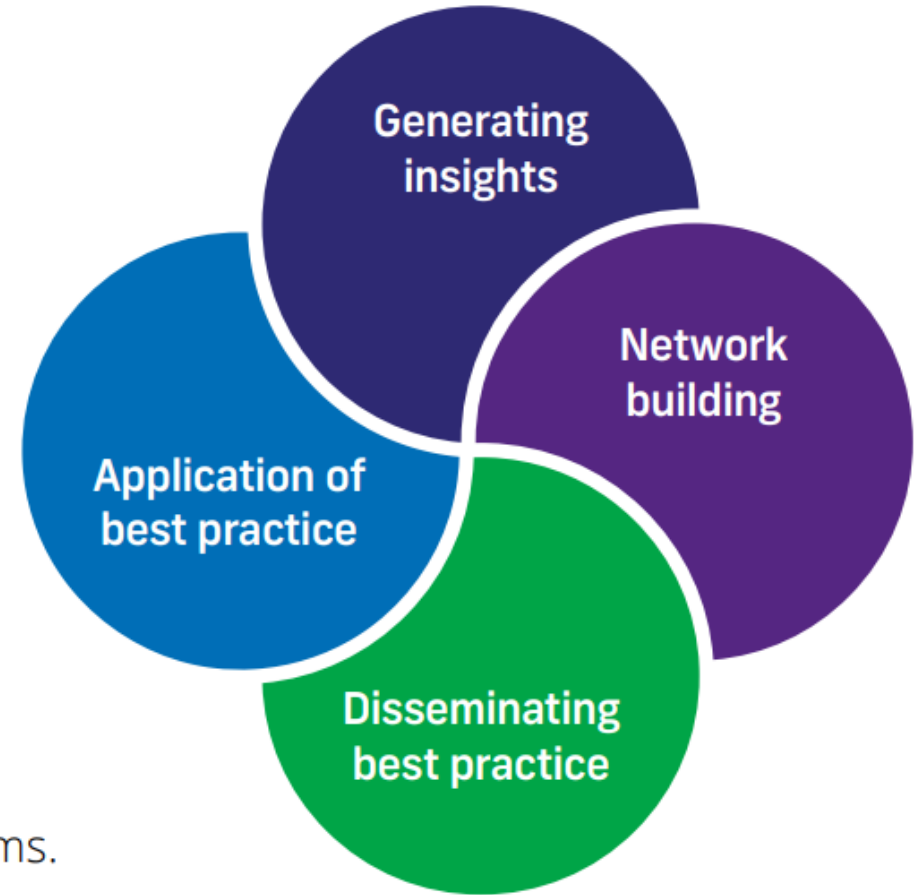 Generating
insights
Network
building
Application of
best practice
Disseminating
best practice
ms.